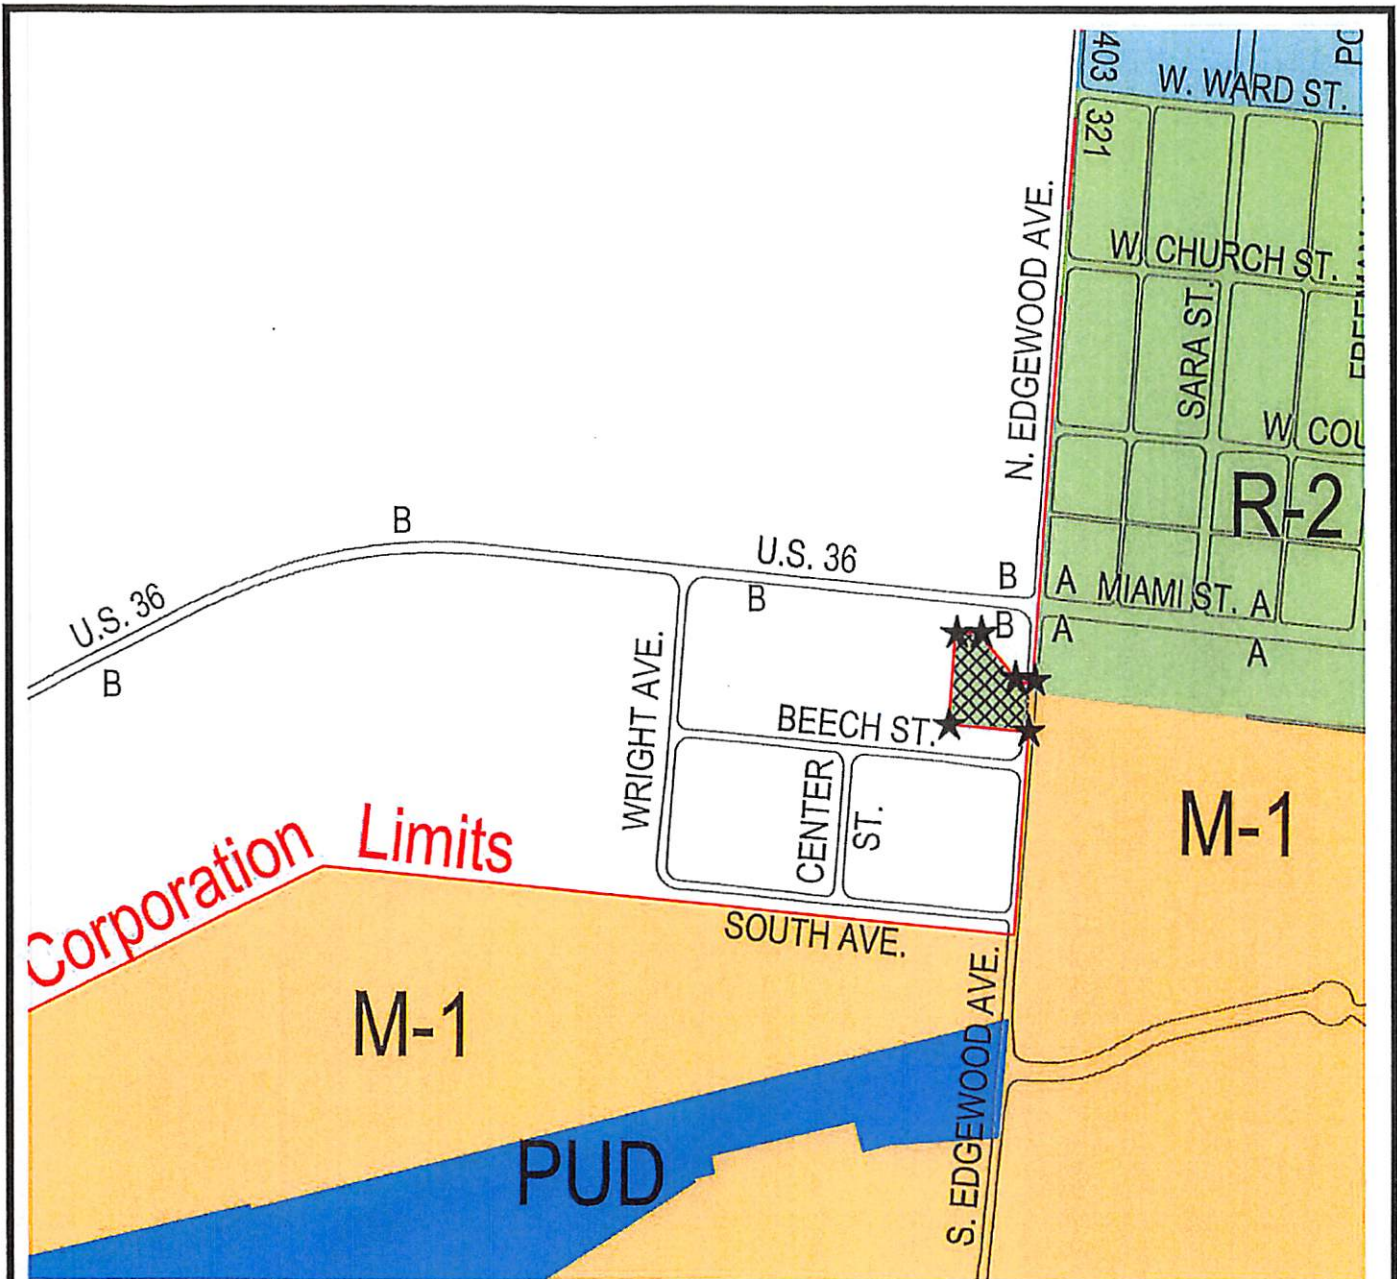 403
W. WARD ST.
321
N. EDGEWOOD AVE.
W. CHURCH ST.
SARA ST.
W
R-2
B
U.S. 36
B
A
MIAMI ST.
A
U.S. 36
B
B
B
A
A
B
WRIGHT AVE.
BEECH ST.
CENTER
ST.
M-1
Corporation Limits
SOUTH AVE.
M-1
S. EDGEWOOD AVE.
PUD